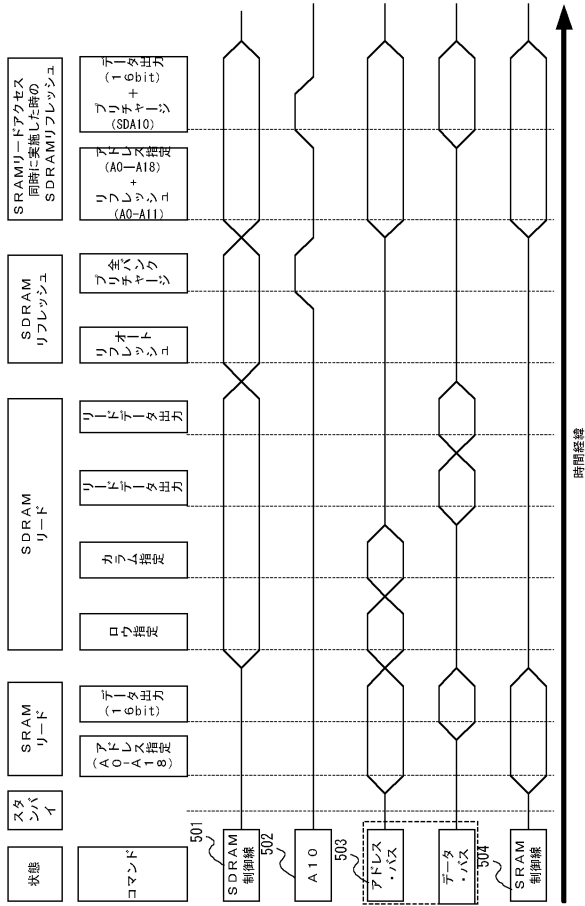 状態
スタン
バイ
SRAM
リード
SDRAM
リード
SDRAM
リフレッシュ
SRAMリードアクセス
同時に実施した時の
SDRAMリフレッシュ
コマンド
アドレス指定
(A0-A18)
データ出力
(16bit)
ロウ指定
カラム指定
リードデータ出力
リードデータ出力
オート
リフレッシュ
全バンク
プリチャージ
アドレス指定
(A0―A18)
+
リフレッシュ
(A0-A11)
データ出力
(16bit)
+
プリチャージ
(SDA10)
501
SDRAM
制御線
502
A10
503
アドレス
・バス
データ
・バス
504
SRAM
制御線
時間経緯